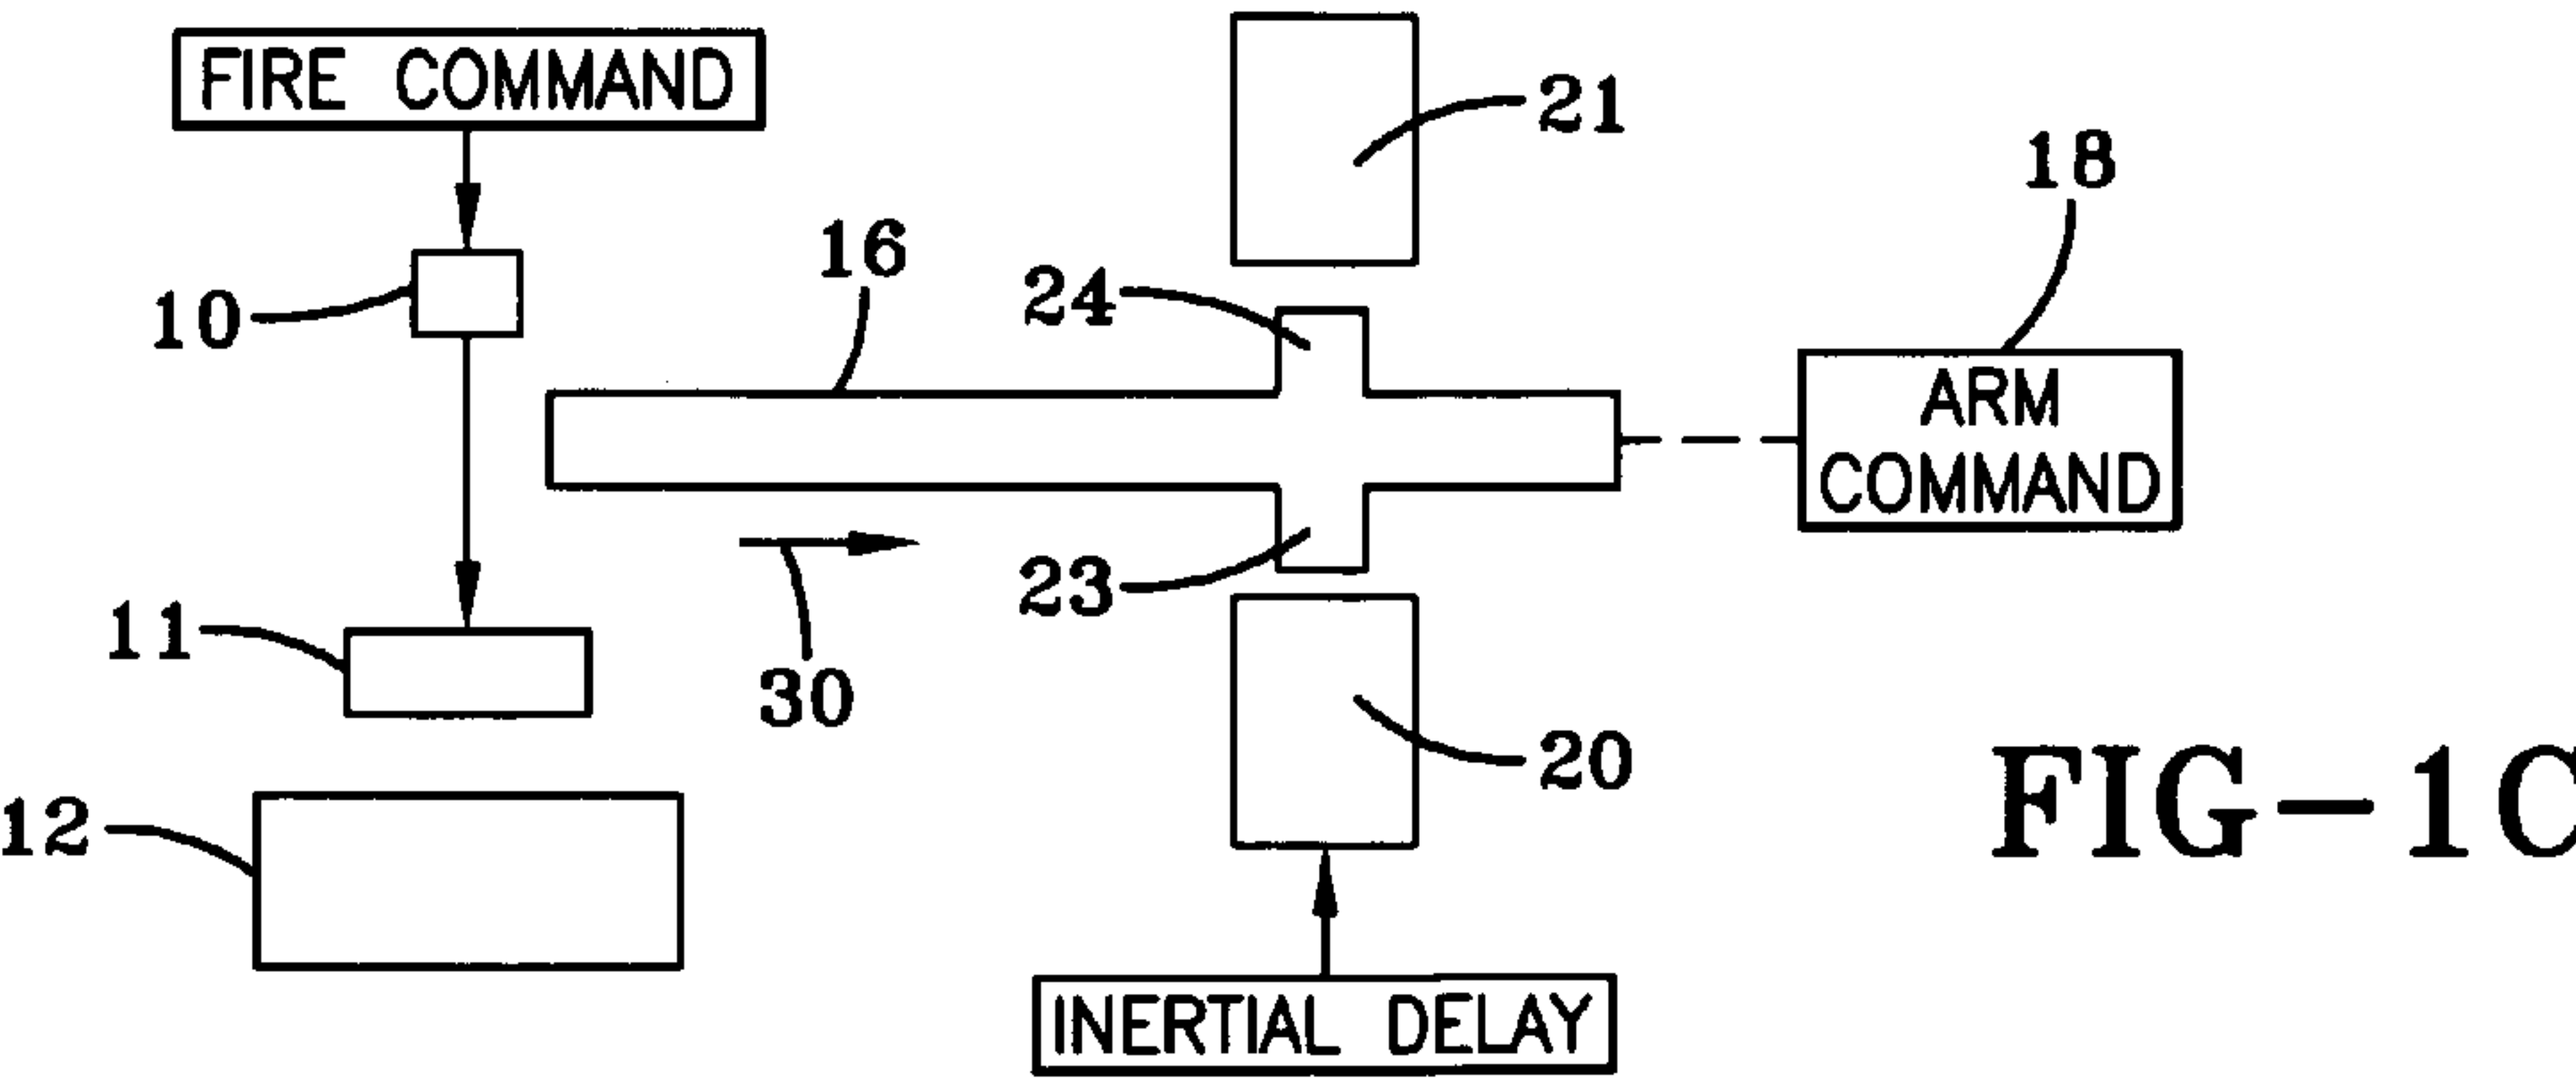 FIRE COMMAND
21
18
16
24
10
ARM
COMMAND
23
11
30
20
12
FIG-1C
INERTIAL DELAY